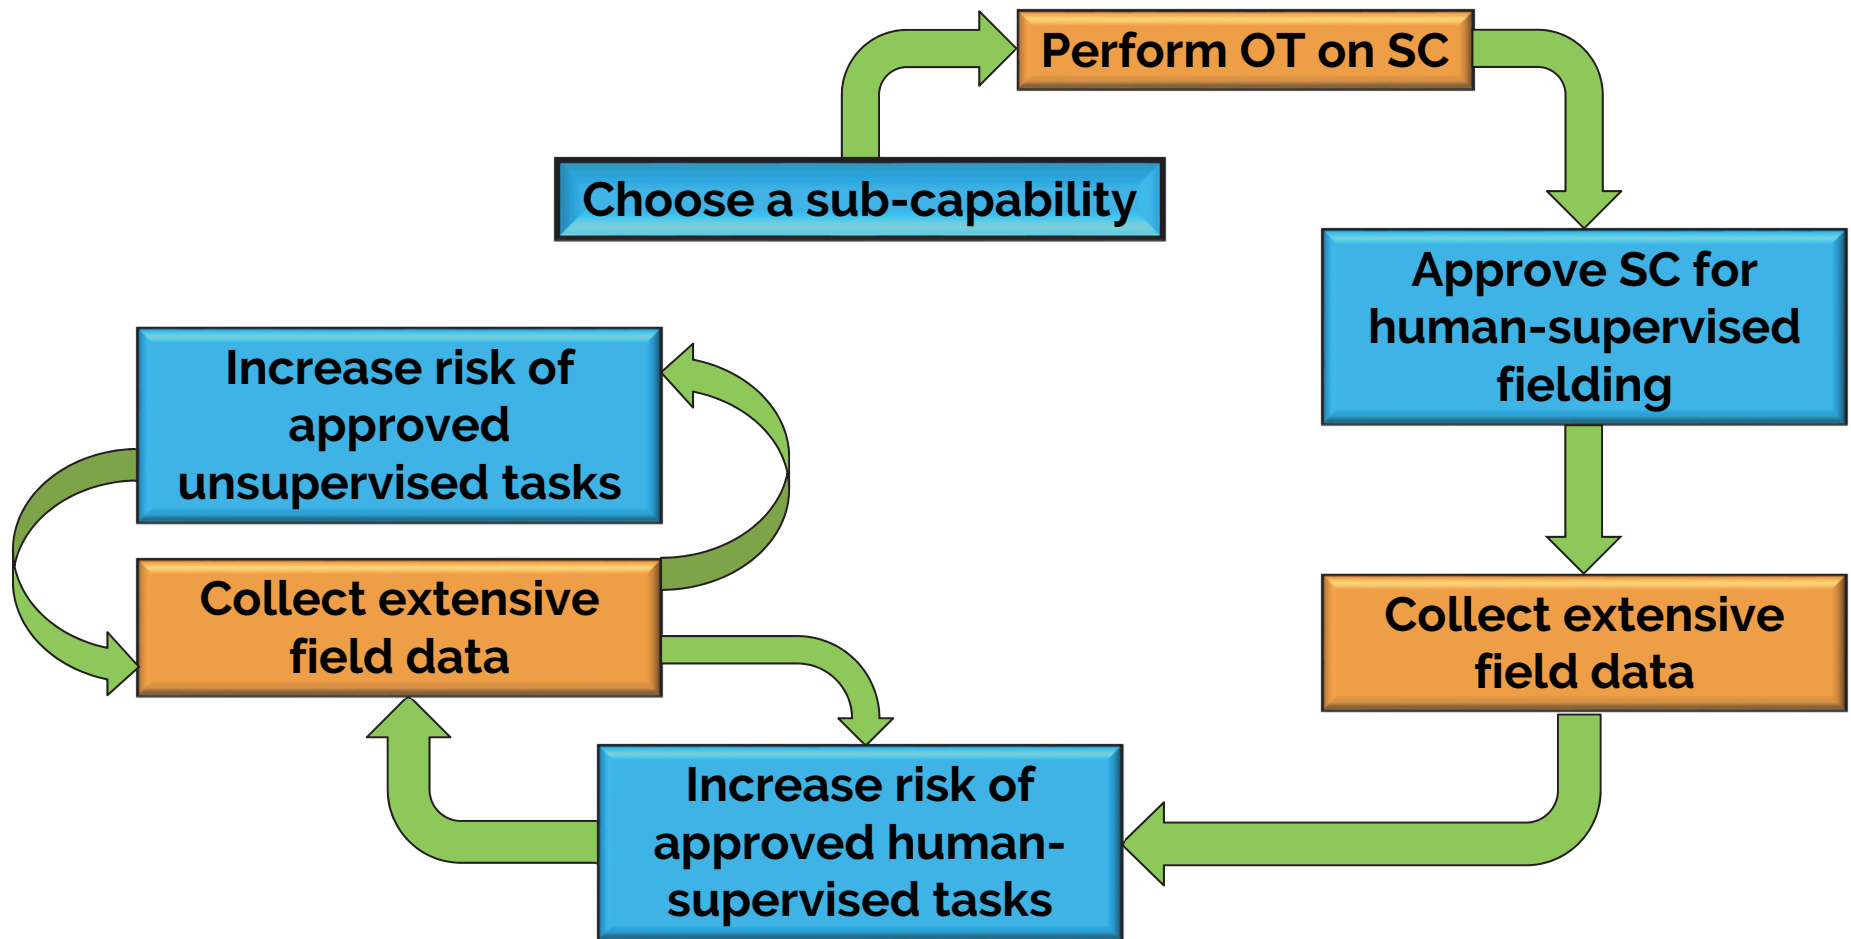 Perform OT on SC
Choose a sub-capability
Approve SC for
human-supervised
fielding
Increase risk of
approved
unsupervised tasks
Collect extensive
field data
Collect extensive
field data
Increase risk of
approved human-
supervised tasks